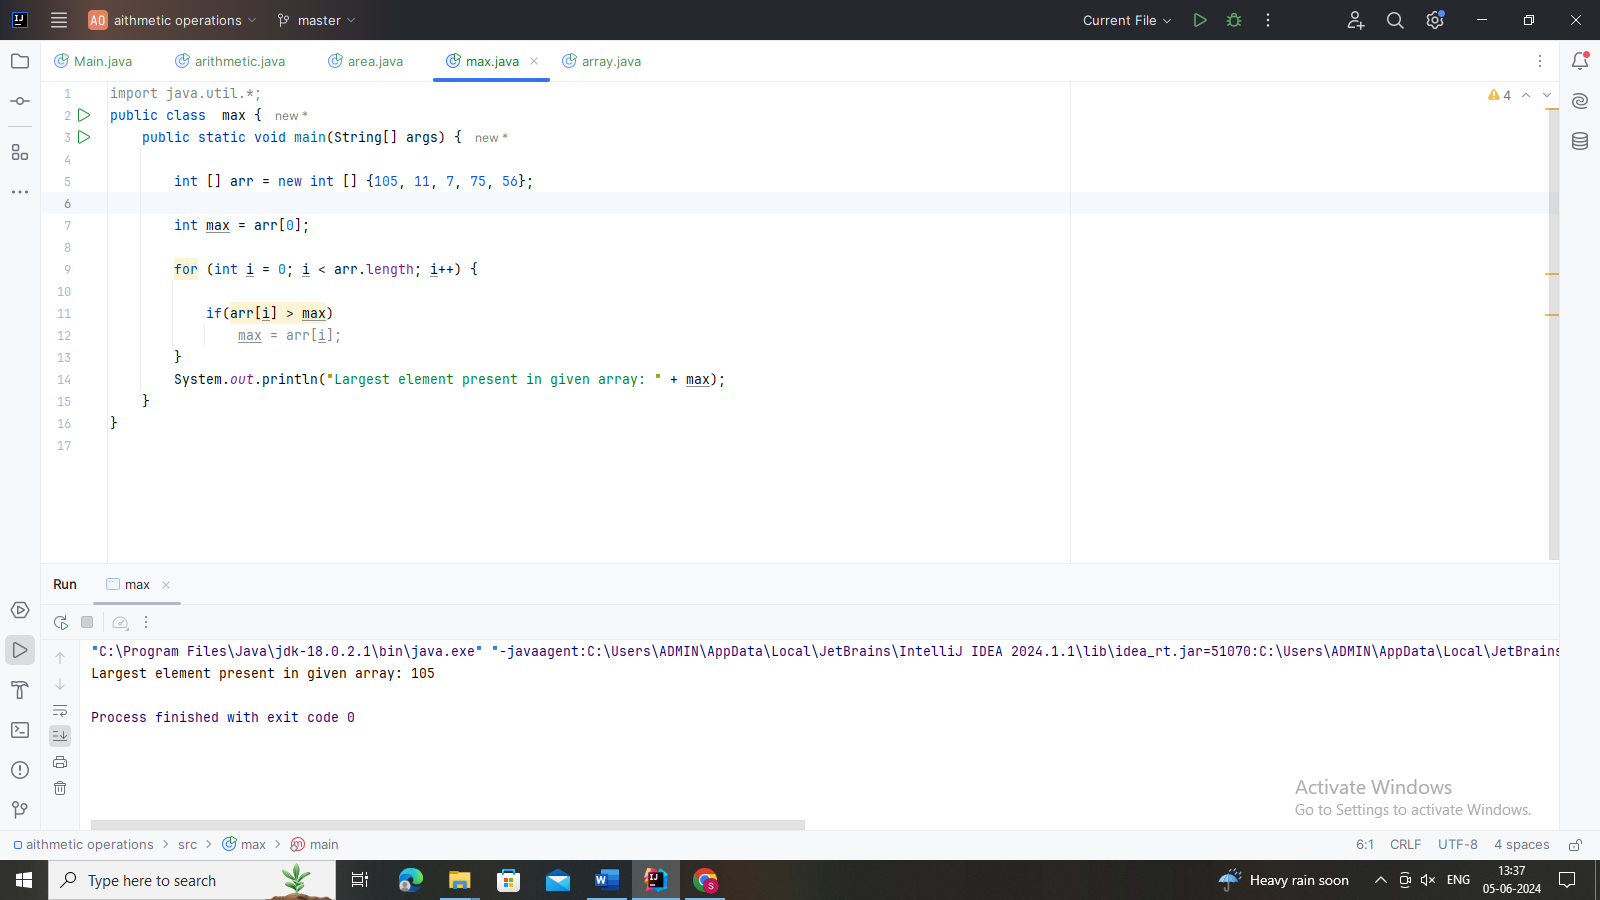 AO aithmetic operations master Current File
Main.java arithmetic.java area.java max.java array.java
4
1 import java.util.*;
2 public class  max { new *
3 public static void main(String[] args) { new *
4
5 int [] arr = new int [] {105, 11, 7, 75, 56};
6
7 int max = arr[0];
8
9 for (int i = 0; i < arr.length; i++) {
10
11 if(arr[i] > max)
12 max = arr[i];
13 }
14 System.out.println("Largest element present in given array: " + max);
15 }
16 }
17
Run max
"C:\Program Files\Java\jdk-18.0.2.1\bin\java.exe" "-javaagent:C:\Users\ADMIN\AppData\Local\JetBrains\IntelliJ IDEA 2024.1.1\lib\idea_rt.jar=51070:C:\Users\ADMIN\AppData\Local\JetBrains
Largest element present in given array: 105
Process finished with exit code 0
Activate Windows
Go to Settings to activate Windows.
aithmetic operations > src > max > main 6:1 CRLF UTF-8 4 spaces
Type here to search Heavy rain soon ENG 13:37
05-06-2024